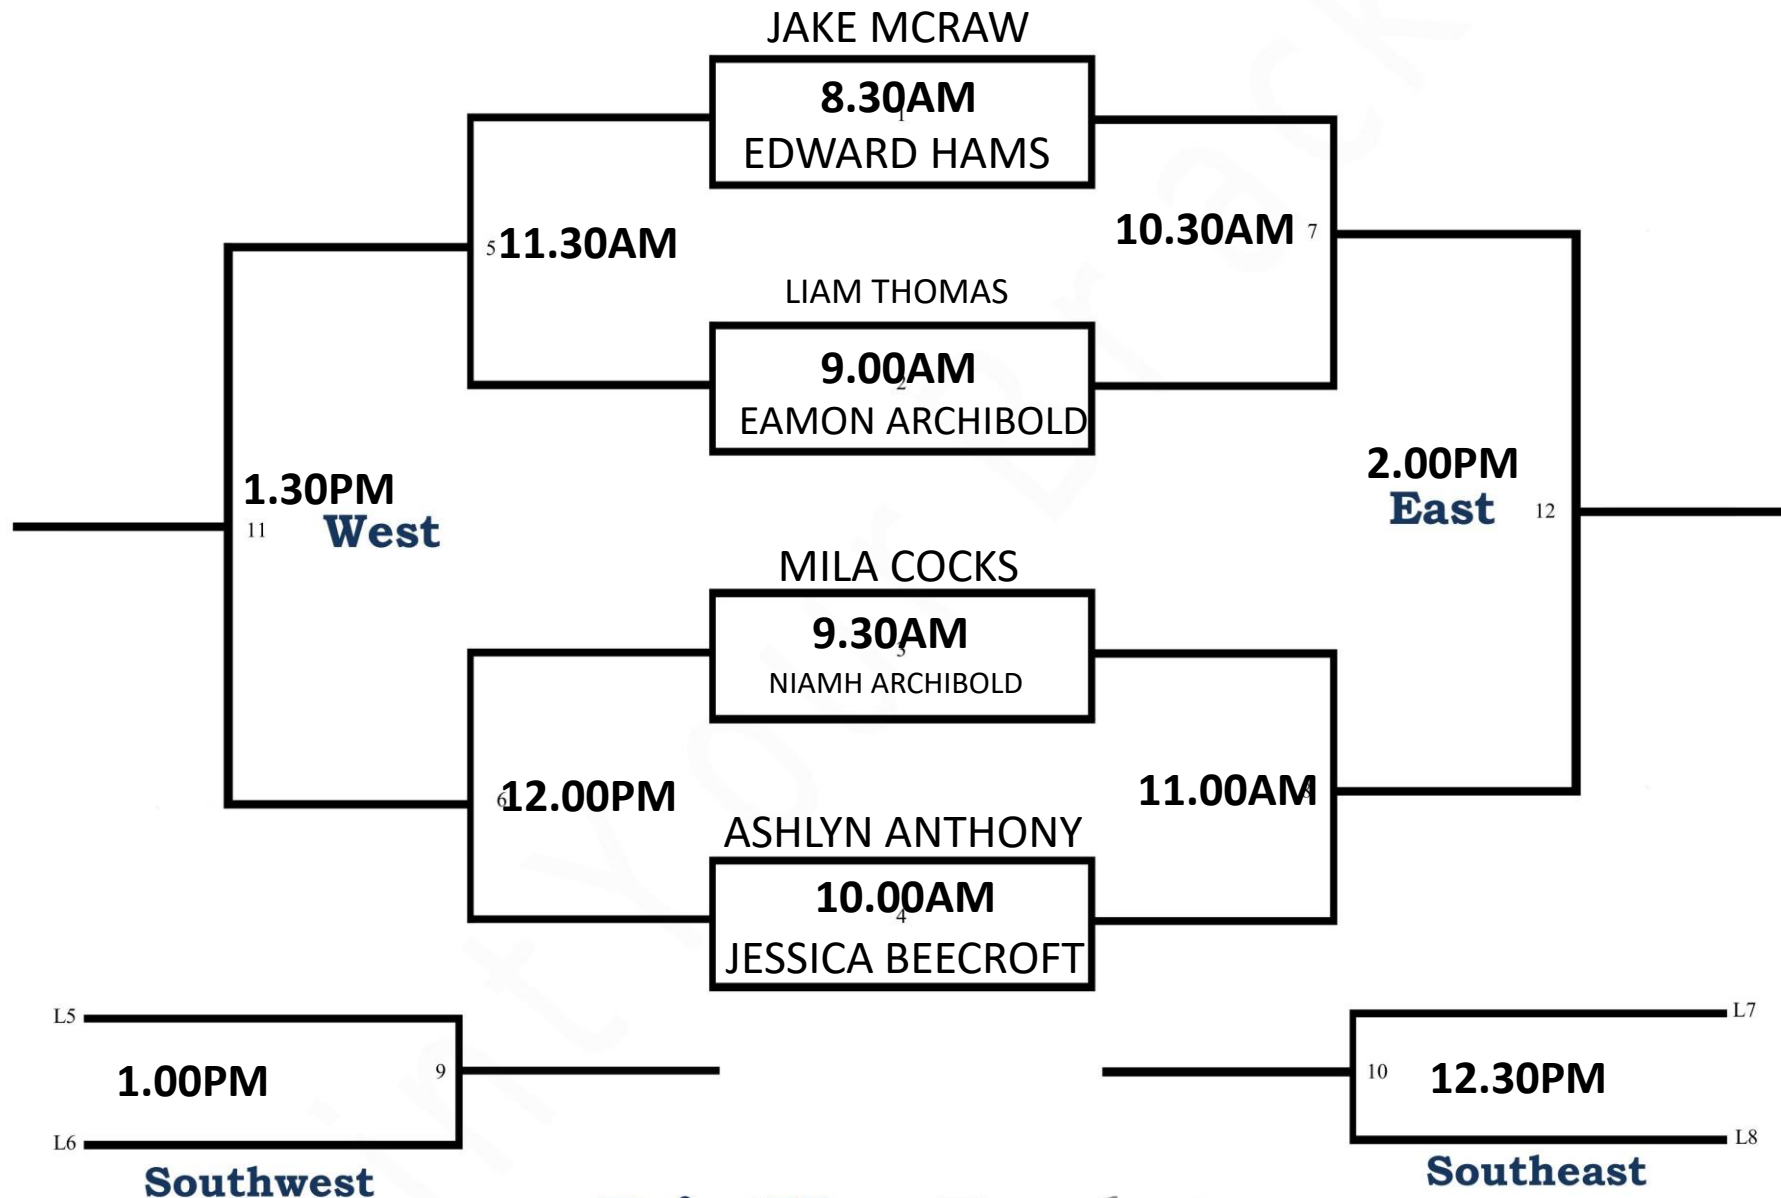 JAKE MCRAW
8.30AM
1
EDWARD HAMS
5 11.30AM
10.30AM 7
LIAM THOMAS
9.00AM
2
EAMON ARCHIBOLD
1.30PM
11 West
2.00PM
East 12
MILA COCKS
9.30AM
3
NIAMH ARCHIBOLD
6 12.00PM
11.00AM 8
ASHLYN ANTHONY
10.00AM
4
JESSICA BEECROFT
L5
1.00PM 9
L6
Southwest
L7
10 12.30PM
L8
Southeast